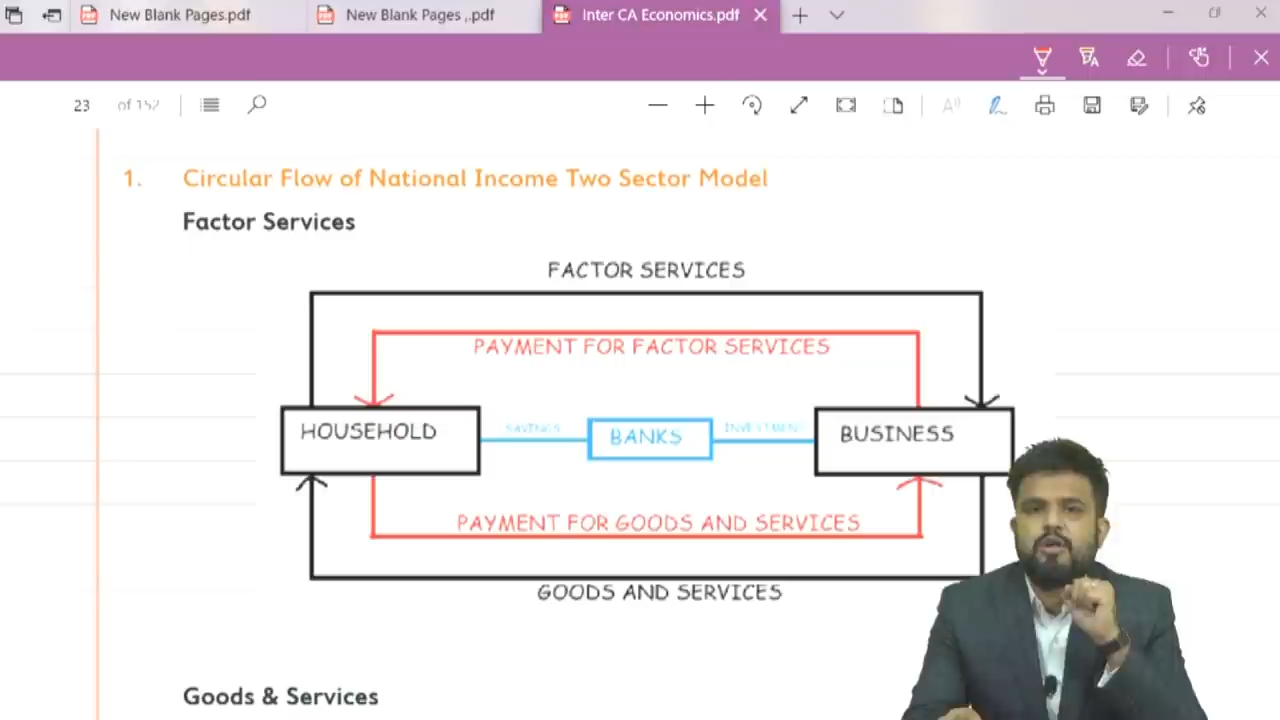 New Blank Pages.pdf
New Blank Pages ,.pdf
Inter CA Economics.pdf
23 of 152
1. Circular Flow of National Income Two Sector Model
Factor Services
FACTOR SERVICES
PAYMENT FOR FACTOR SERVICES
HOUSEHOLD
SAVINGS
BANKS
INVESTMENT
BUSINESS
PAYMENT FOR GOODS AND SERVICES
GOODS AND SERVICES
Goods & Services